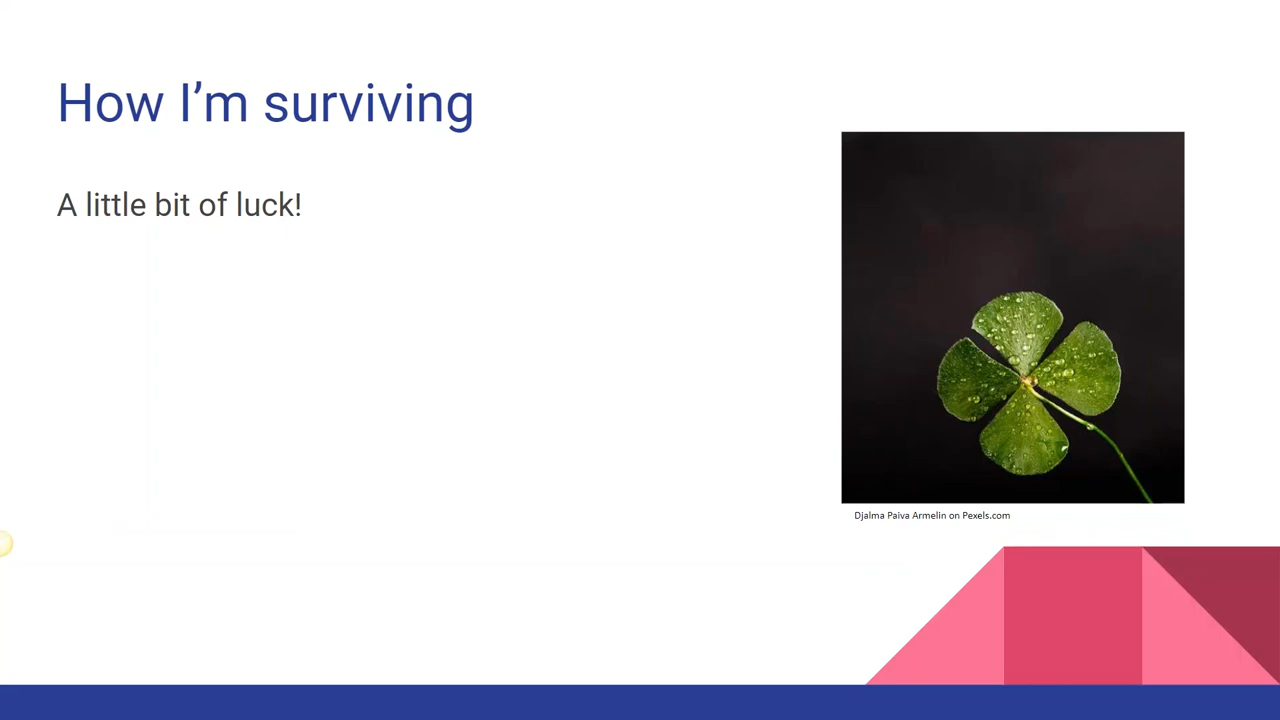 How I’m surviving
A little bit of luck!
Djalma Paiva Armelin on Pexels.com